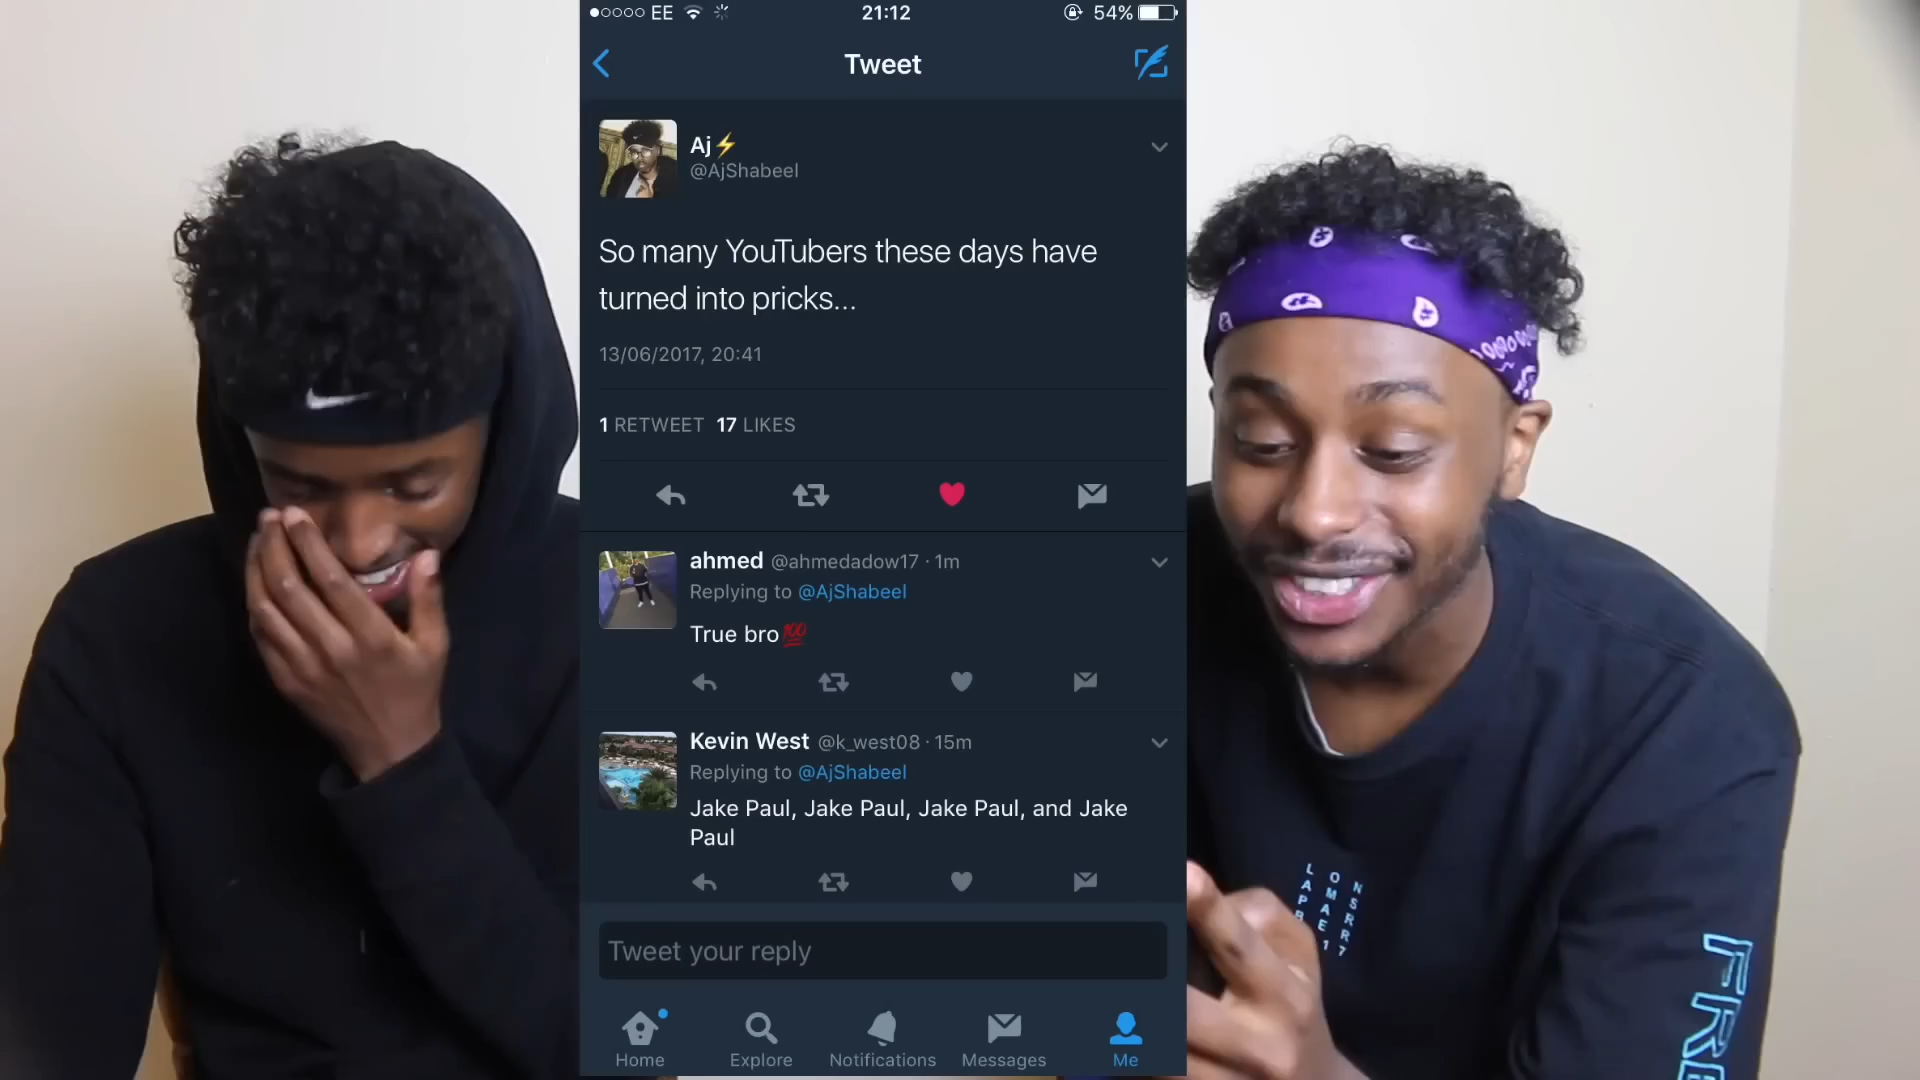 EE 21:12 54%
Tweet
Aj⚡
@AjShabeel
So many YouTubers these days have
turned into pricks...
13/06/2017, 20:41
1 RETWEET 17 LIKES
ahmed @ahmedadow17 · 1m
Replying to @AjShabeel
True bro💯
Kevin West @k_west08 · 15m
Replying to @AjShabeel
Jake Paul, Jake Paul, Jake Paul, and Jake
Paul
Tweet your reply
Home Explore Notifications Messages Me
FRE